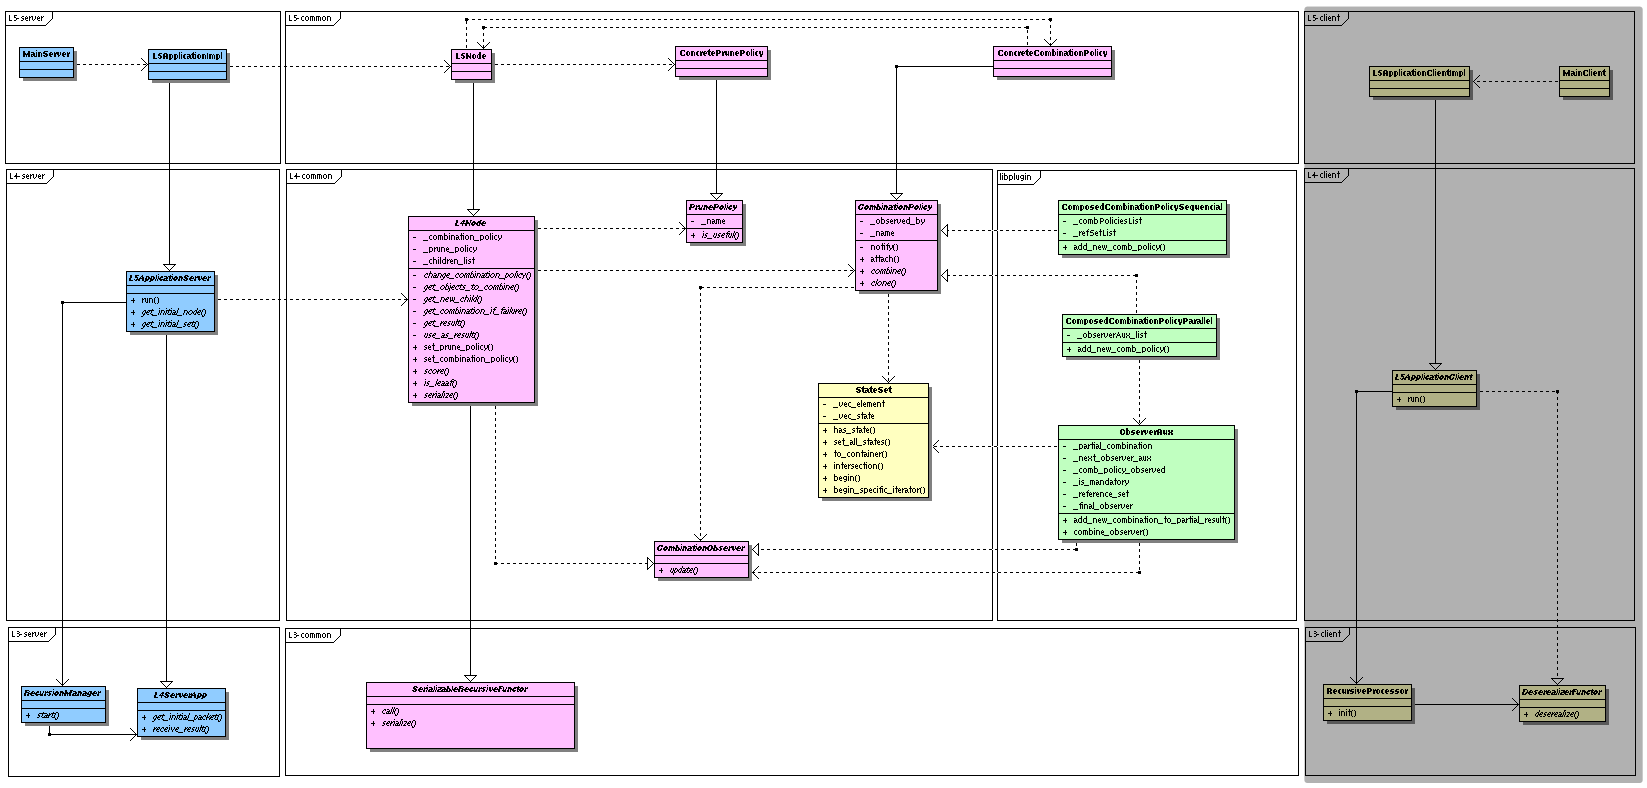 L5-server
MainServer
L5ApplicationImpl
L5-common
L5Node
ConcretePrunePolicy
ConcreteCombinationPolicy
L5-client
L5ApplicationClientImpl
MainClient
L4-server
L5ApplicationServer
+ run()
+ get_initial_node()
+ get_initial_set()
L4-common
L4Node
- _combination_policy
- _prune_policy
- _children_list
- change_combination_policy()
- get_objects_to_combine()
- get_new_child()
- get_combination_if_failure()
- get_result()
- use_as_result()
+ set_prune_policy()
+ set_combination_policy()
+ score()
+ is_leaaf()
+ serialize()
PrunePolicy
- _name
+ is_useful()
CombinationPolicy
- _observed_by
- _name
- notify()
+ attach()
+ combine()
+ clone()
StateSet
- _vec_element
- _vec_state
+ has_state()
+ set_all_states()
+ to_container()
+ intersection()
+ begin()
+ begin_specific_iterator()
CombinationObserver
+ update()
libplugin
ComposedCombinationPolicySequencial
- _combPoliciesList
- _refSetList
+ add_new_comb_policy()
ComposedCombinationPolicyParallel
- _observerAux_list
+ add_new_comb_policy()
ObserverAux
- _partial_combination
- _next_observer_aux
- _comb_policy_observed
- _is_mandatory
- _reference_set
- _final_observer
+ add_new_combination_to_partial_result()
+ combine_observer()
L4-client
L5ApplicationClient
+ run()
L3-server
RecursionManager
+ start()
L4ServerApp
+ get_initial_packet()
+ receive_result()
L3-common
SerializableRecursiveFunctor
+ call()
+ serialize()
L3-client
RecursiveProcessor
+ init()
DeserealizerFunctor
+ deserealize()